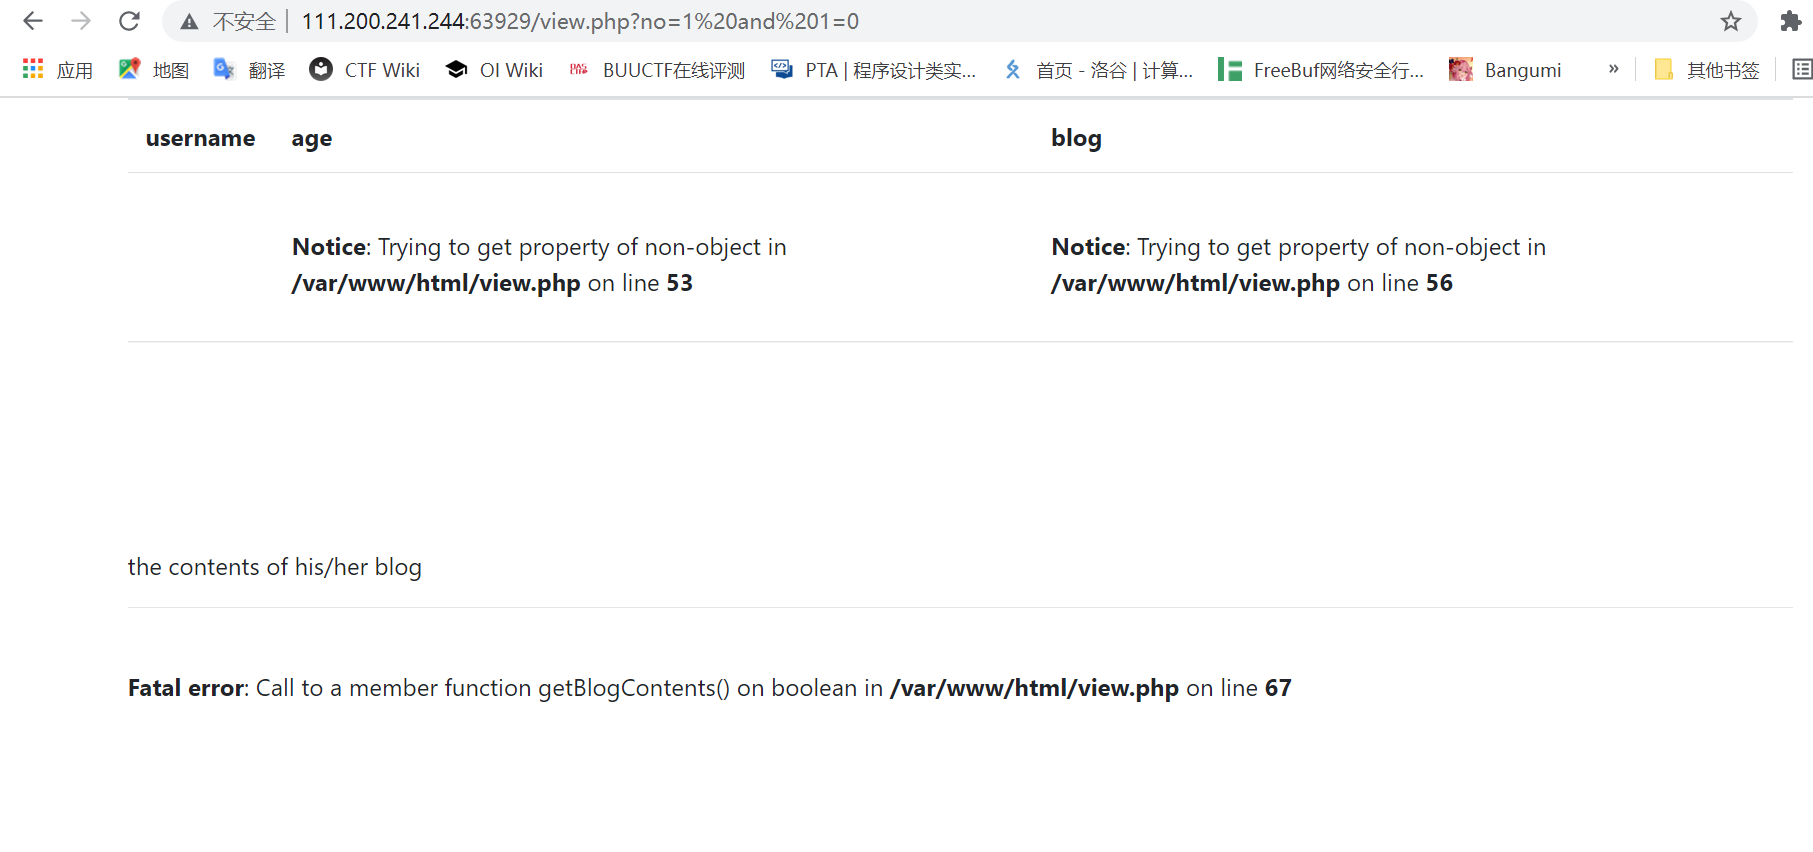 不安全 111.200.241.244:63929/view.php?no=1%20and%201=0
应用 地图 翻译 CTF Wiki OI Wiki BUUCTF在线评测 PTA | 程序设计类实... 首页 - 洛谷 | 计算... FreeBuf网络安全行... Bangumi » 其他书签
username age blog
Notice: Trying to get property of non-object in
/var/www/html/view.php on line 53
Notice: Trying to get property of non-object in
/var/www/html/view.php on line 56
the contents of his/her blog
Fatal error: Call to a member function getBlogContents() on boolean in /var/www/html/view.php on line 67